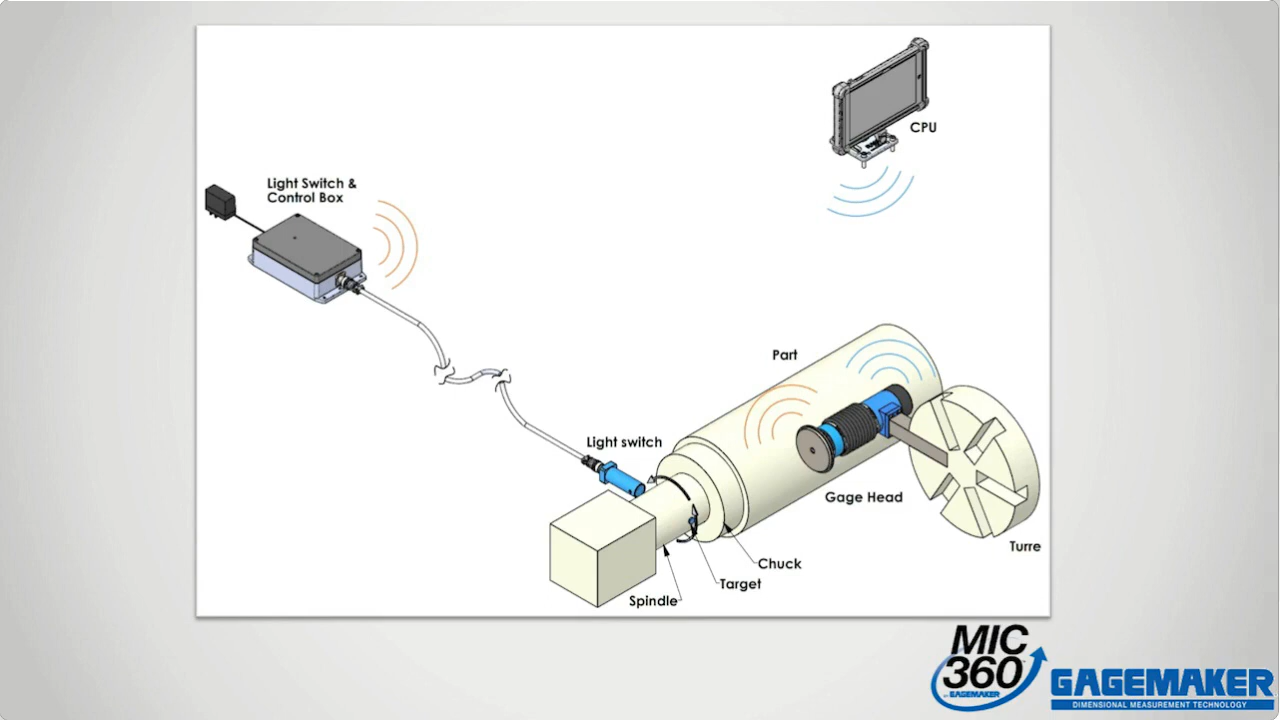 CPU
Light Switch &
Control Box
Part
Light switch
Gage Head
Turre
Chuck
Target
Spindle
MIC
360
BY GAGEMAKER
GAGEMAKER
DIMENSIONAL MEASUREMENT TECHNOLOGY